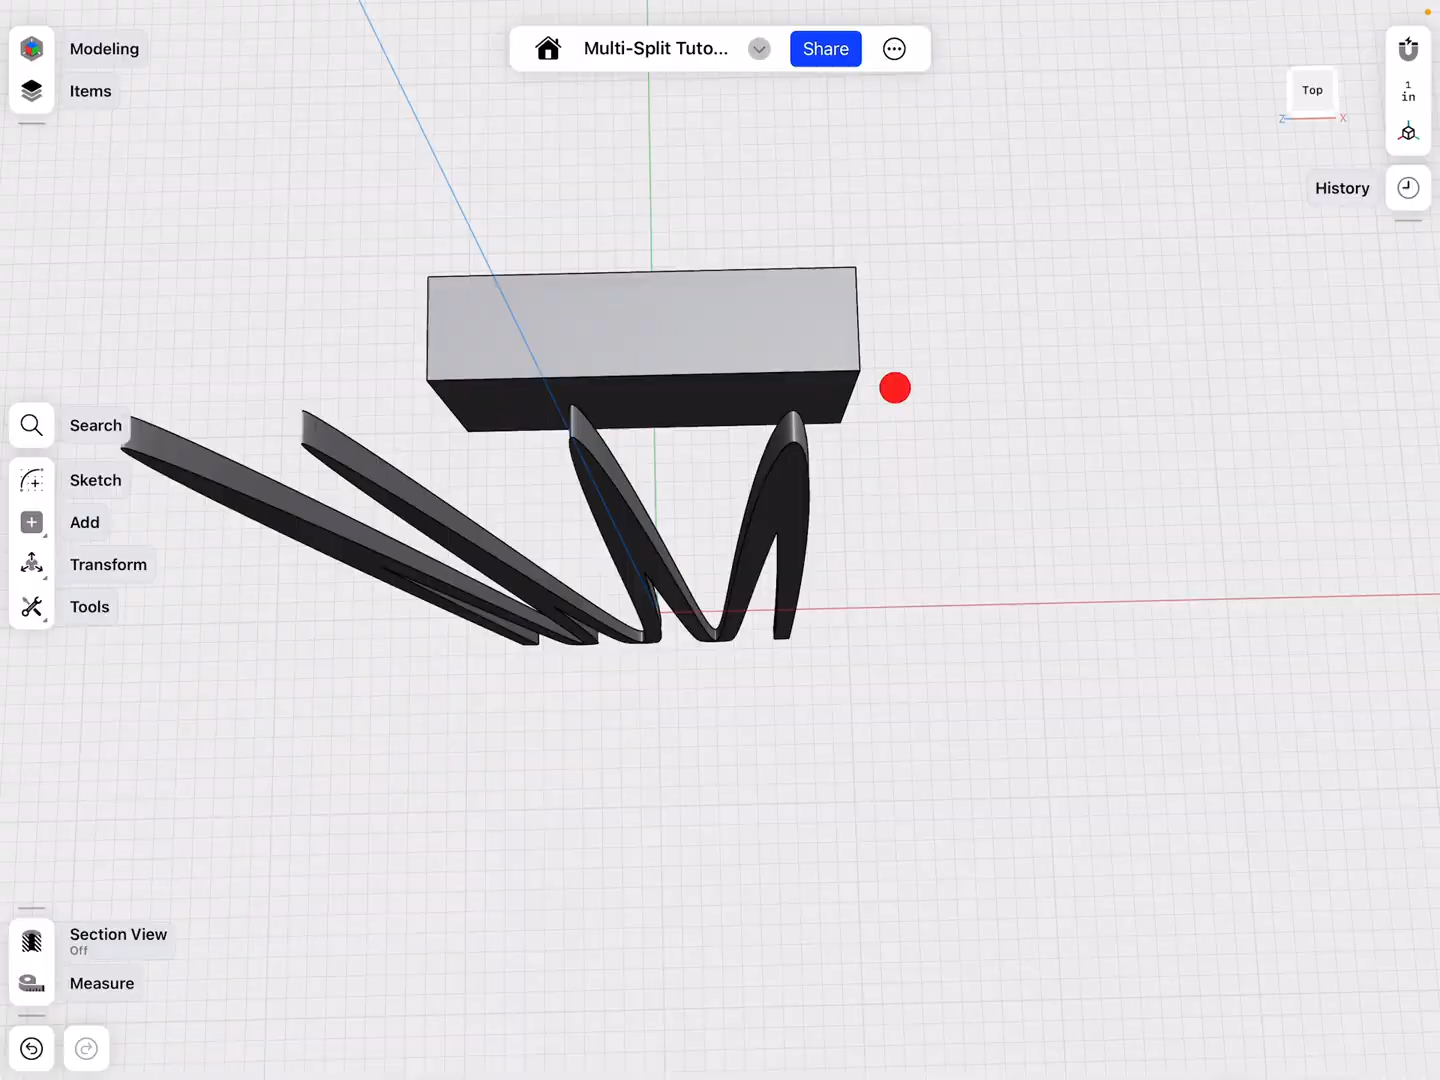 Modeling
Items
Multi-Split Tuto...
Share
Top
Z
X
1
in
History
Search
Sketch
Add
Transform
Tools
Section View
Off
Measure